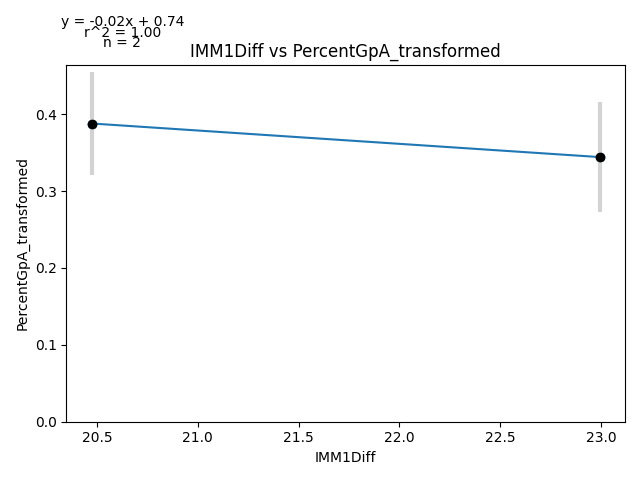 y = -0.02x + 0.74
r^2 = 1.00
n = 2
IMM1Diff vs PercentGpA_transformed
PercentGpA_transformed
0.4
0.3
0.2
0.1
0.0
20.5 21.0 21.5 22.0 22.5 23.0
IMM1Diff